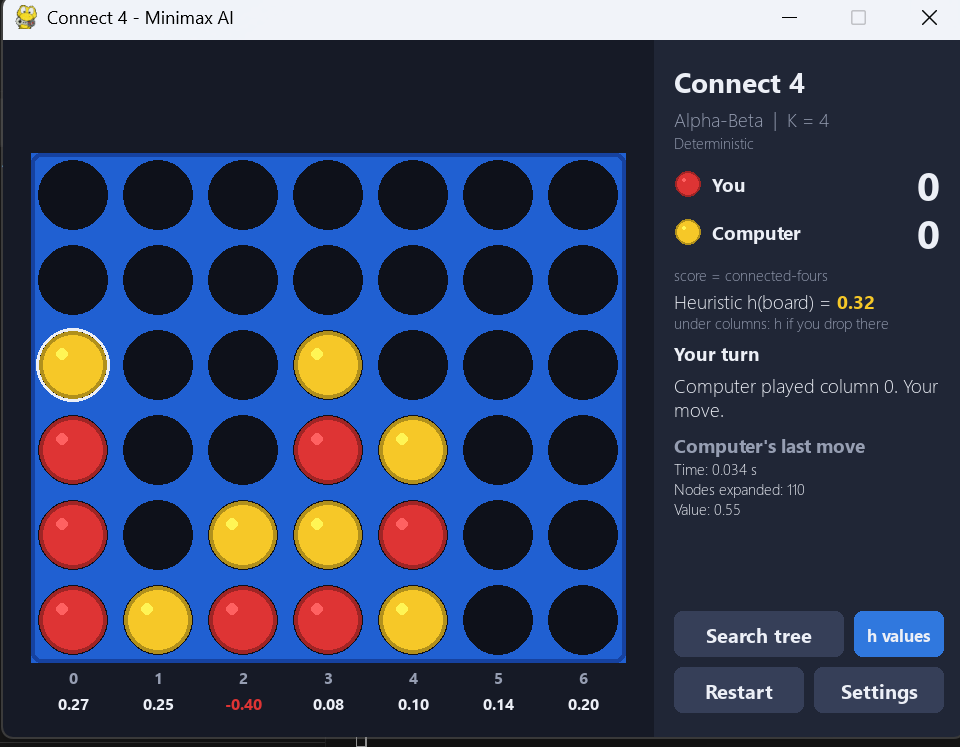 Connect 4 - Minimax AI
Connect 4
Alpha-Beta | K = 4
Deterministic
You 0
Computer 0
score = connected-fours
Heuristic h(board) = 0.32
under columns: h if you drop there
Your turn
Computer played column 0. Your
move.
Computer's last move
Time: 0.034 s
Nodes expanded: 110
Value: 0.55
Search tree h values
Restart Settings
0 1 2 3 4 5 6
0.27 0.25 -0.40 0.08 0.10 0.14 0.20